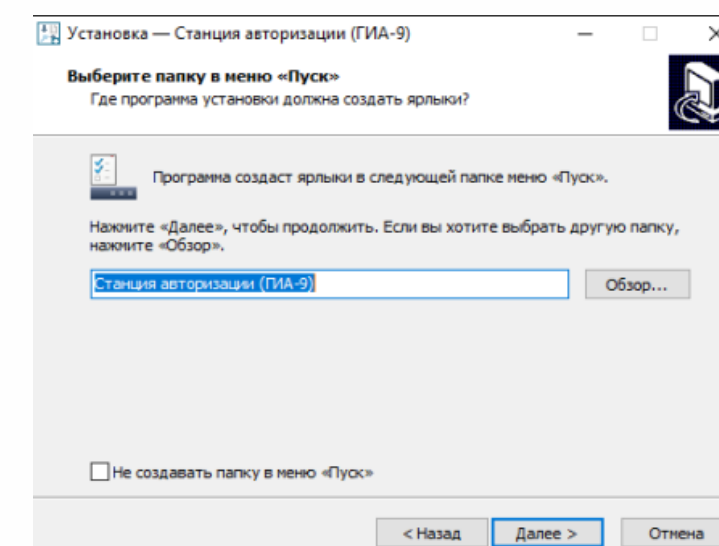 Установка — Станция авторизации (ГИА-9)
Выберите папку в меню «Пуск»
Где программа установки должна создать ярлыки?
Программа создаст ярлыки в следующей папке меню «Пуск».
Нажмите «Далее», чтобы продолжить. Если вы хотите выбрать другую папку,
нажмите «Обзор».
Станция авторизации (ГИА-9)
Обзор...
Не создавать папку в меню «Пуск»
< Назад
Далее >
Отмена